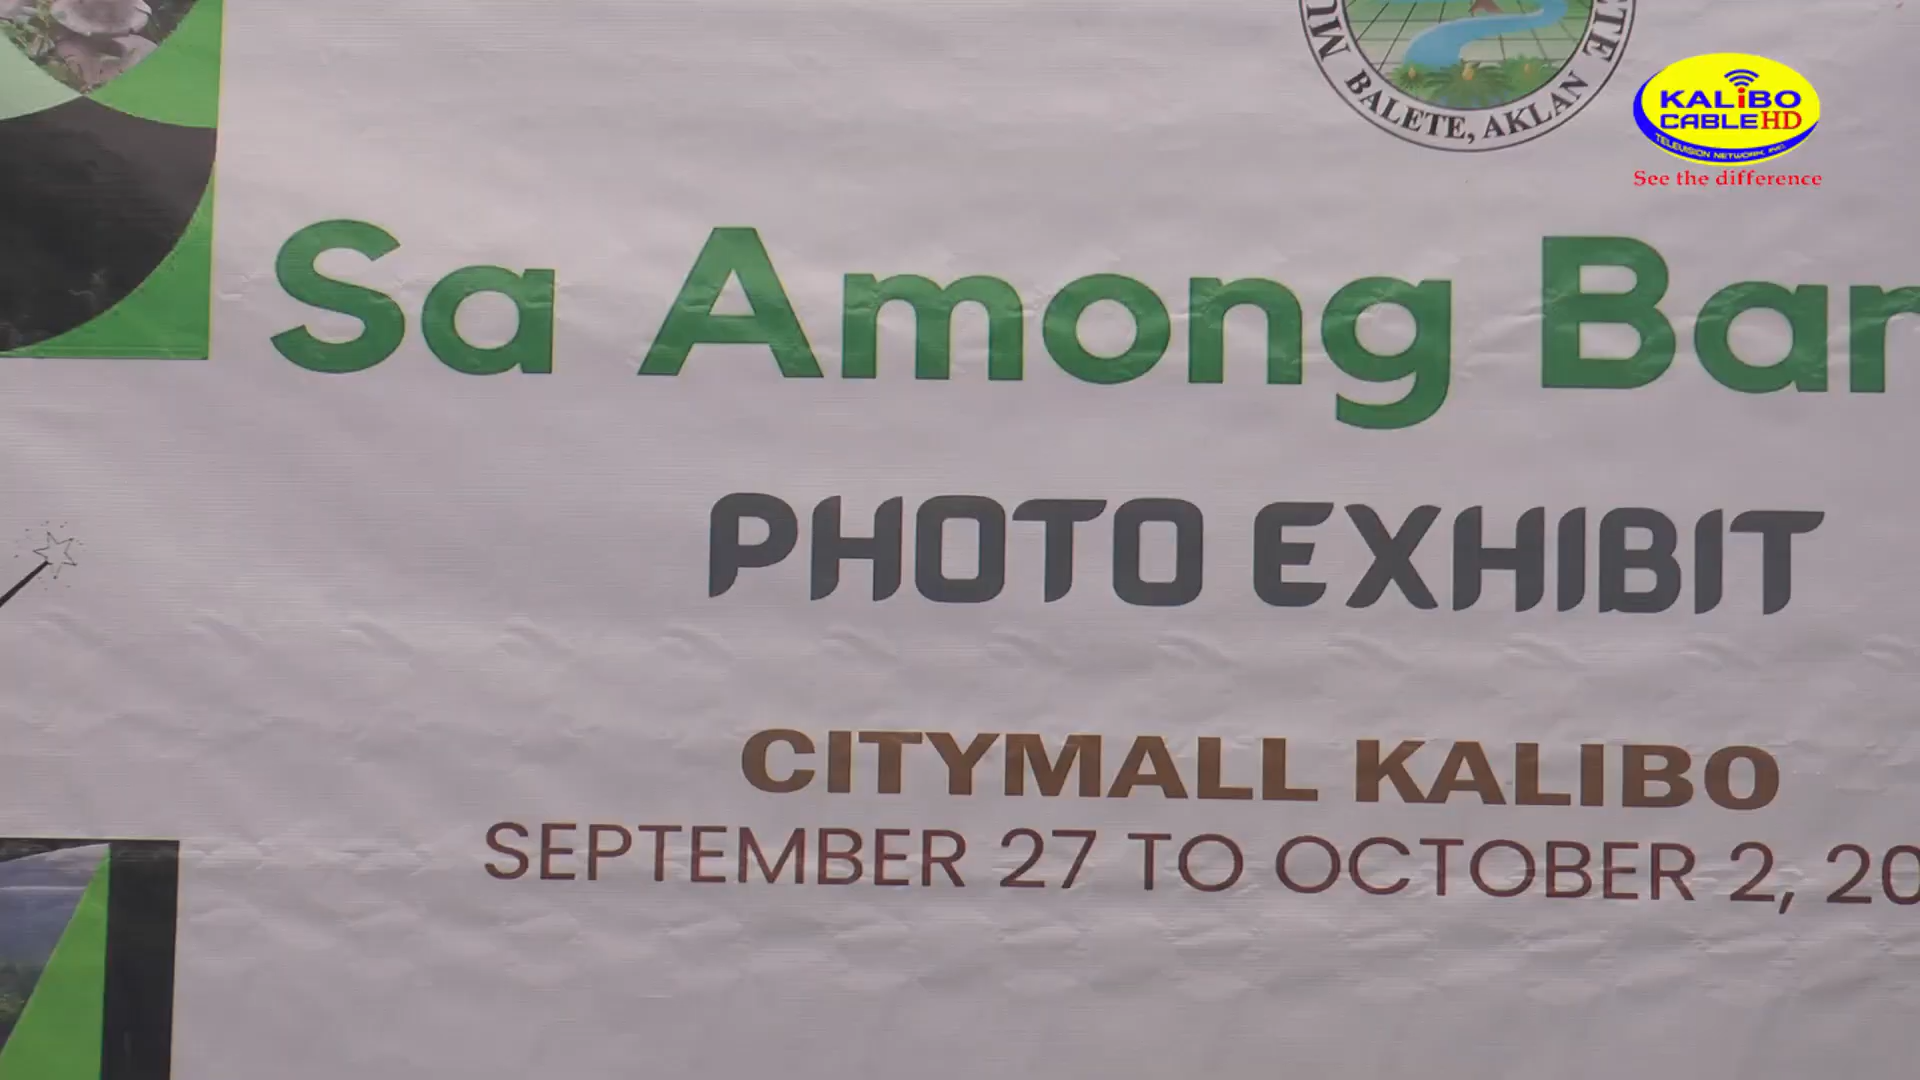 BALETE, AKLAN
KALiBO
CABLE HD
TELEVISION NETWORK, INC.
See the difference
Sa Among Bar
PHOTO EXHIBIT
CITYMALL KALIBO
SEPTEMBER 27 TO OCTOBER 2, 20